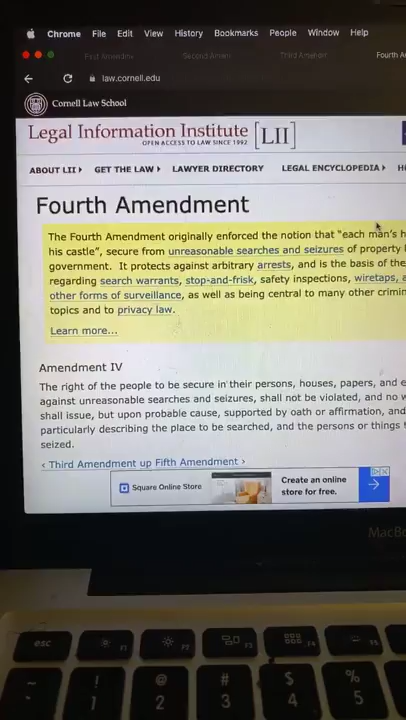 Chrome File Edit View History Bookmarks People Window Help
First Amendm Second Amen Third Amenam Fourth A
law.cornell.edu
Cornell Law School
Legal Information Institute [LII]
OPEN ACCESS TO LAW SINCE 1992
ABOUT LII GET THE LAW LAWYER DIRECTORY LEGAL ENCYCLOPEDIA H
Fourth Amendment
The Fourth Amendment originally enforced the notion that “each man’s h
his castle”, secure from unreasonable searches and seizures of property
government. It protects against arbitrary arrests, and is the basis of the
regarding search warrants, stop-and-frisk, safety inspections, wiretaps, a
other forms of surveillance, as well as being central to many other crimin
topics and to privacy law.
Learn more...
Amendment IV
The right of the people to be secure in their persons, houses, papers, and e
against unreasonable searches and seizures, shall not be violated, and no w
shall issue, but upon probable cause, supported by oath or affirmation, and
particularly describing the place to be searched, and the persons or things
seized.
‹ Third Amendment up Fifth Amendment ›
Square Online Store
Create an online
store for free.
MacBo
esc F1 F2 F3 F4 F5
~ ! @ # $ %
1 2 3 4 5